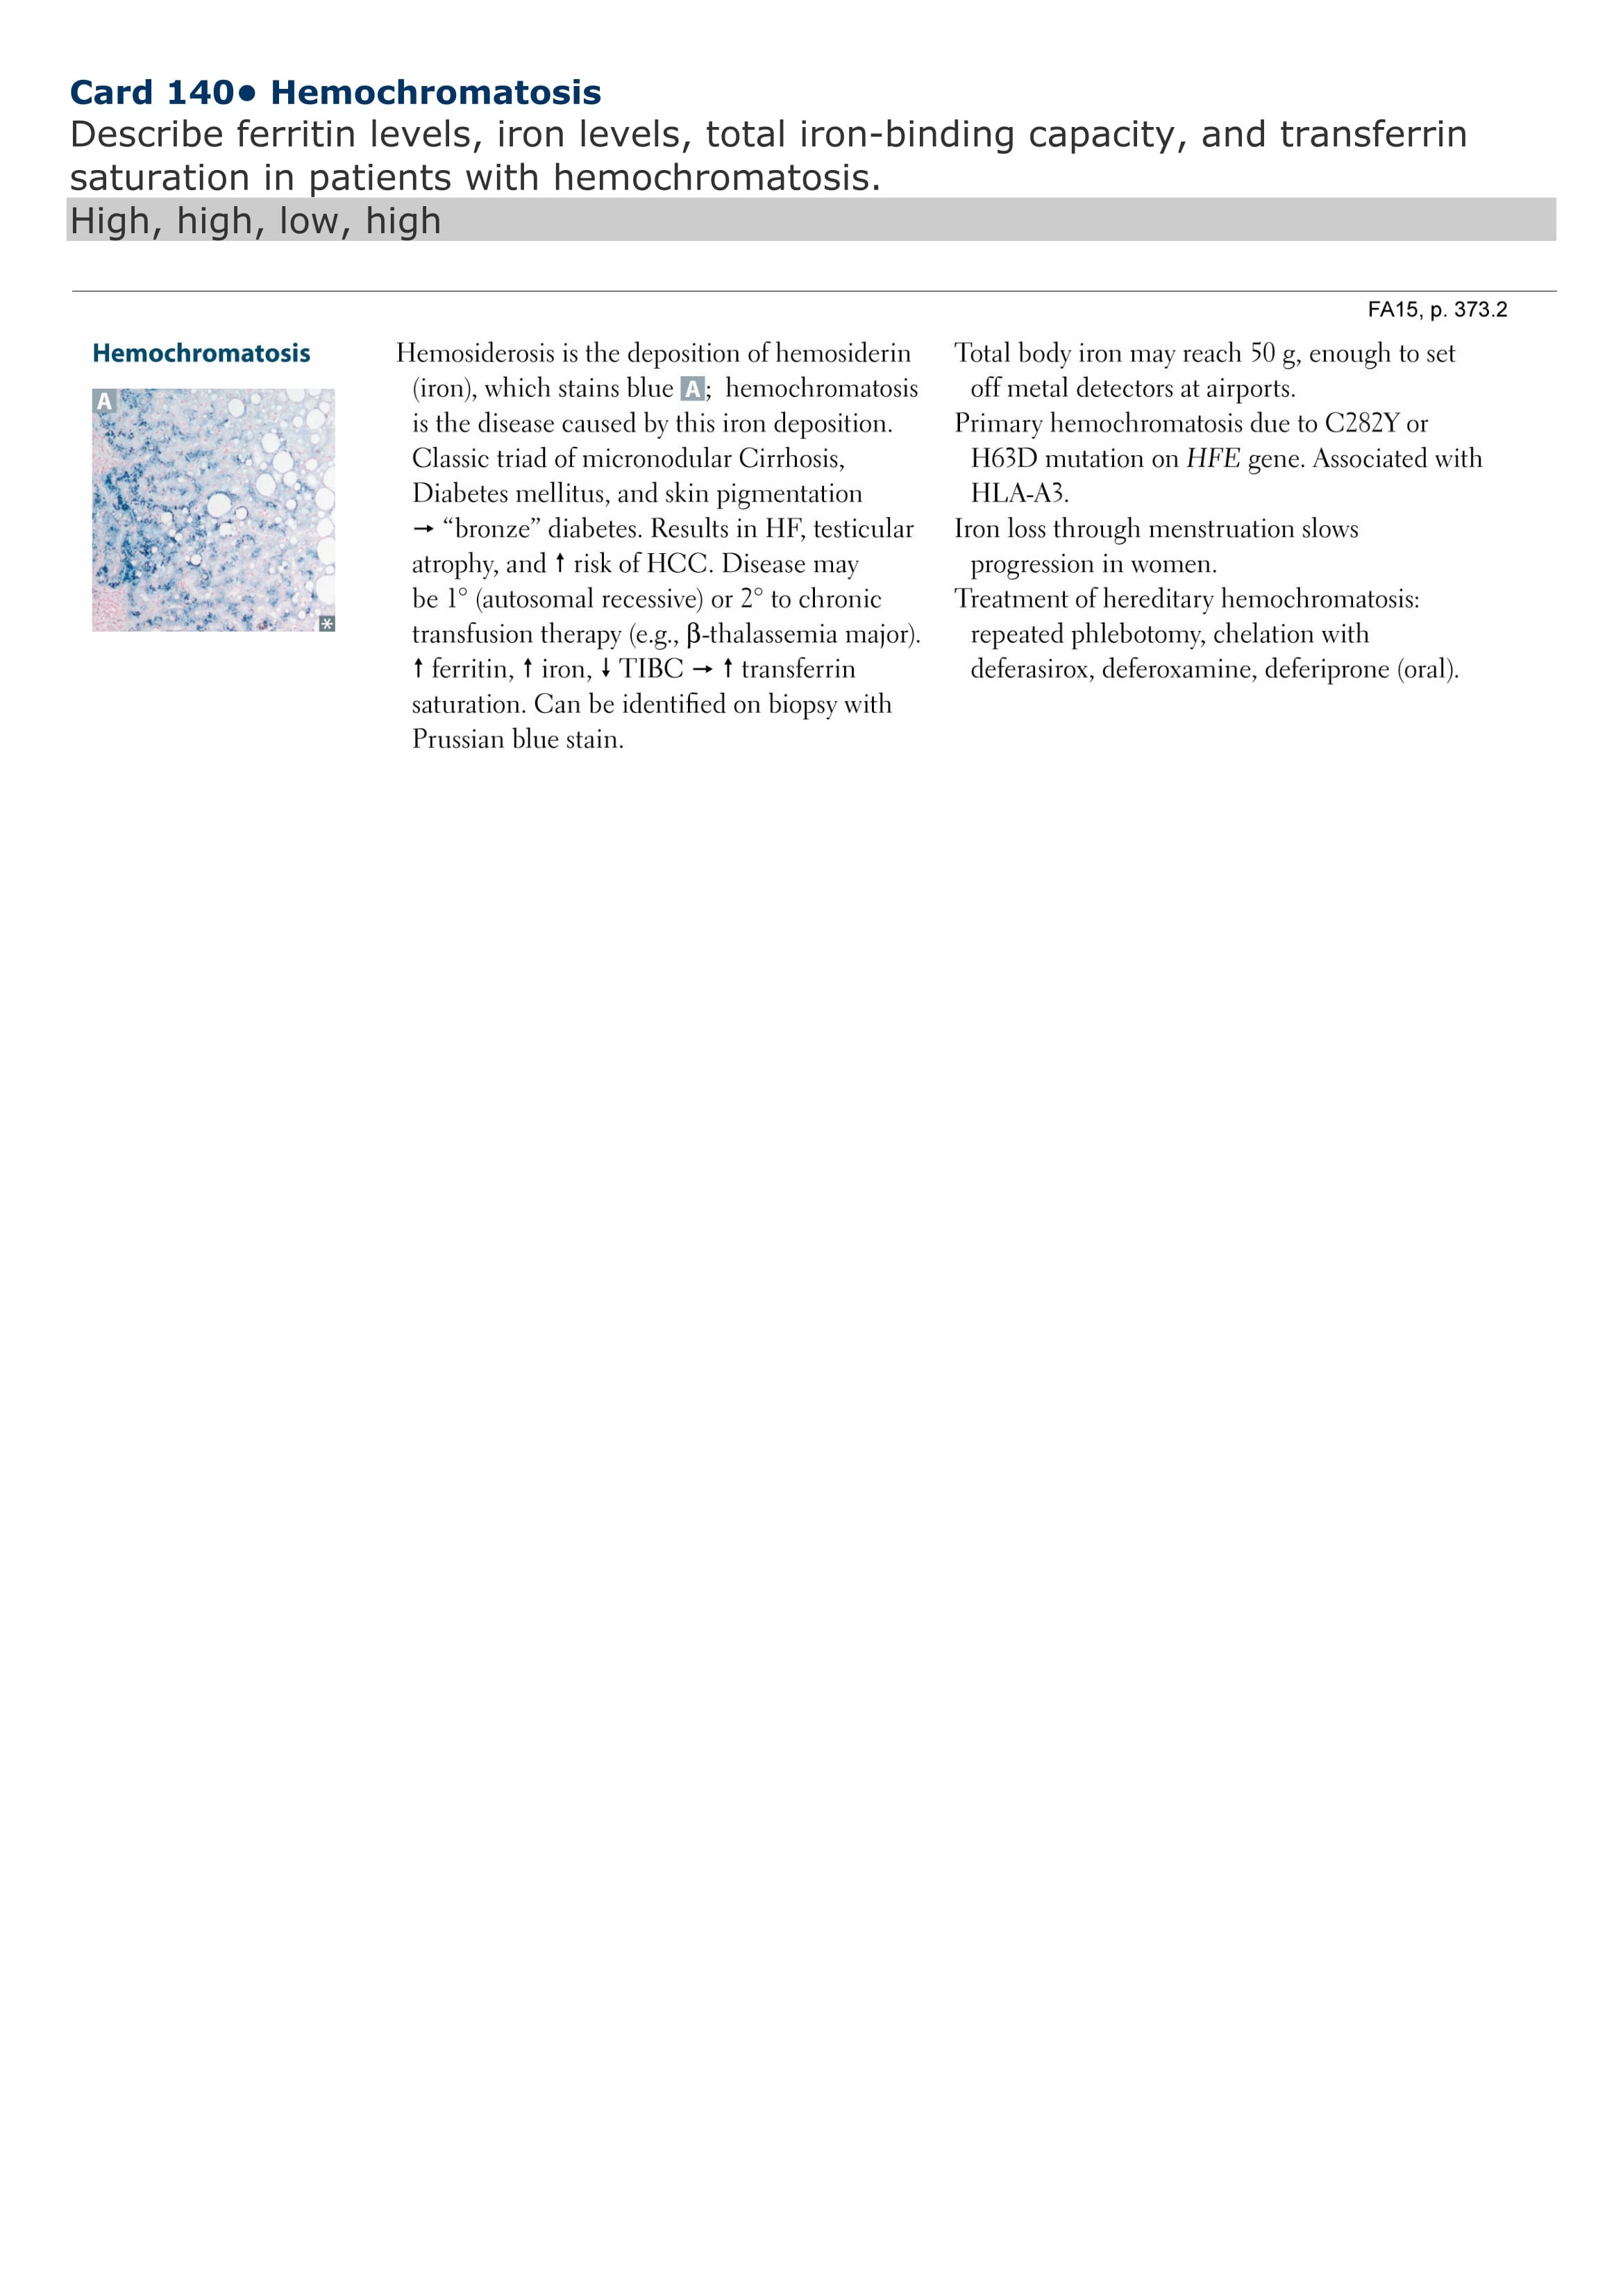 Card 140● Hemochromatosis
Describe ferritin levels, iron levels, total iron-binding capacity, and transferrin
saturation in patients with hemochromatosis.
High, high, low, high
FA15, p. 373.2
Hemochromatosis
A
*
Hemosiderosis is the deposition of hemosiderin
(iron), which stains blue A; hemochromatosis
is the disease caused by this iron deposition.
Classic triad of micronodular Cirrhosis,
Diabetes mellitus, and skin pigmentation
→ “bronze” diabetes. Results in HF, testicular
atrophy, and ↑ risk of HCC. Disease may
be 1° (autosomal recessive) or 2° to chronic
transfusion therapy (e.g., β-thalassemia major).
↑ ferritin, ↑ iron, ↓ TIBC → ↑ transferrin
saturation. Can be identified on biopsy with
Prussian blue stain.
Total body iron may reach 50 g, enough to set
off metal detectors at airports.
Primary hemochromatosis due to C282Y or
H63D mutation on HFE gene. Associated with
HLA-A3.
Iron loss through menstruation slows
progression in women.
Treatment of hereditary hemochromatosis:
repeated phlebotomy, chelation with
deferasirox, deferoxamine, deferiprone (oral).